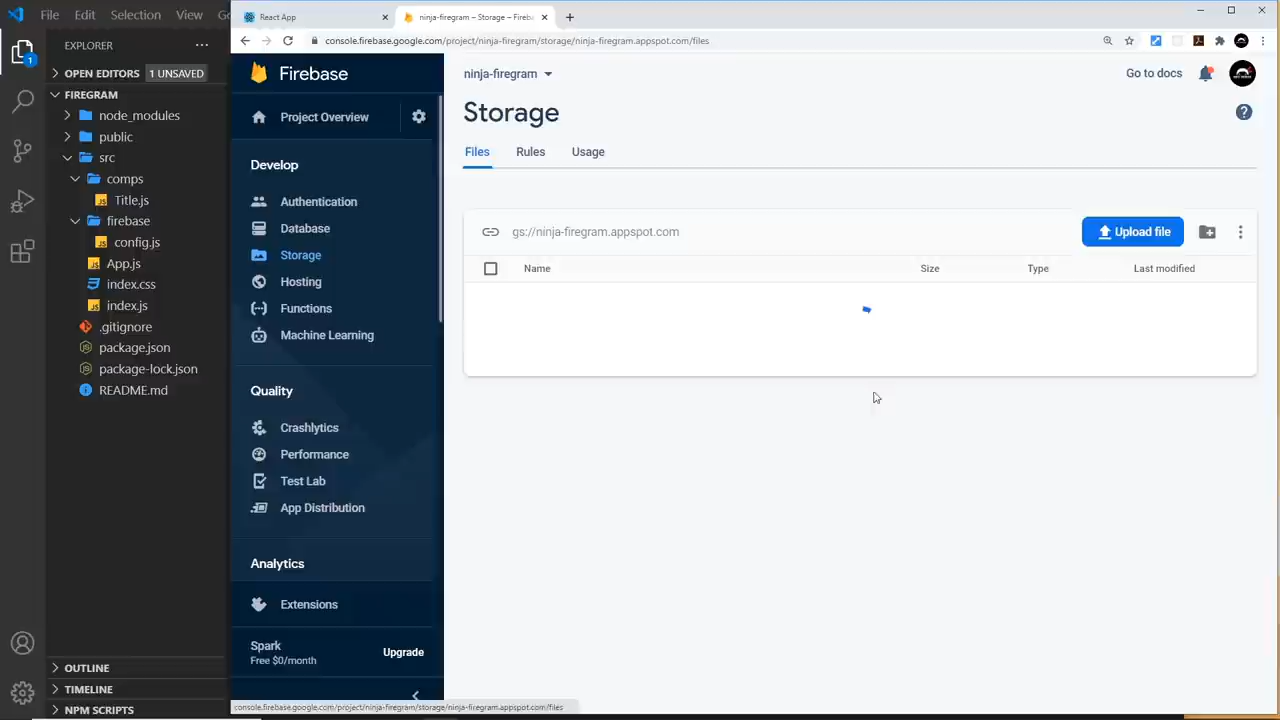 File Edit Selection View Go
EXPLORER
OPEN EDITORS 1 UNSAVED
FIREGRAM
node_modules
public
src
comps
Title.js
firebase
config.js
App.js
index.css
index.js
.gitignore
package.json
package-lock.json
README.md
OUTLINE
TIMELINE
NPM SCRIPTS
React App
ninja-firegram – Storage – Fireb
console.firebase.google.com/project/ninja-firegram/storage/ninja-firegram.appspot.com/files
Firebase
Project Overview
Develop
Authentication
Database
Storage
Hosting
Functions
Machine Learning
Quality
Crashlytics
Performance
Test Lab
App Distribution
Analytics
Extensions
Spark
Free $0/month
Upgrade
console.firebase.google.com/project/ninja-firegram/storage/ninja-firegram.appspot.com/files
ninja-firegram
Go to docs
Storage
Files Rules Usage
gs://ninja-firegram.appspot.com
Upload file
Name Size Type Last modified